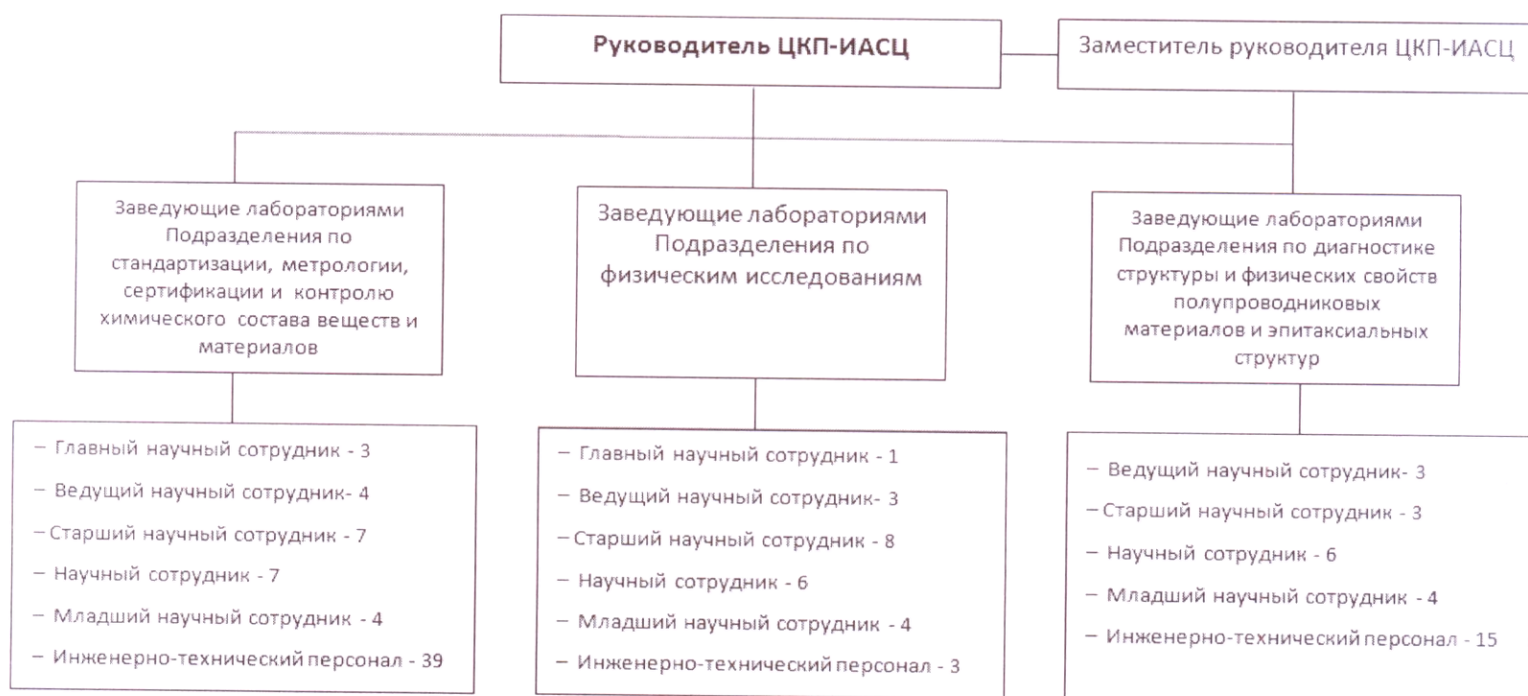 Руководитель ЦКП-ИАСЦ
Заместитель руководителя ЦКП-ИАСЦ
Заведующие лабораториями
Подразделения по
стандартизации, метрологии,
сертификации и контролю
химического состава веществ и
материалов
Заведующие лабораториями
Подразделения по
физическим исследованиям
Заведующие лабораториями
Подразделения по диагностике
структуры и физических свойств
полупроводниковых
материалов и эпитаксиальных
структур
– Главный научный сотрудник - 3
– Ведущий научный сотрудник- 4
– Старший научный сотрудник - 7
– Научный сотрудник - 7
– Младший научный сотрудник - 4
– Инженерно-технический персонал - 39
– Главный научный сотрудник - 1
– Ведущий научный сотрудник- 3
– Старший научный сотрудник - 8
– Научный сотрудник - 6
– Младший научный сотрудник - 4
– Инженерно-технический персонал - 3
– Ведущий научный сотрудник- 3
– Старший научный сотрудник - 3
– Научный сотрудник - 6
– Младший научный сотрудник - 4
– Инженерно-технический персонал - 15